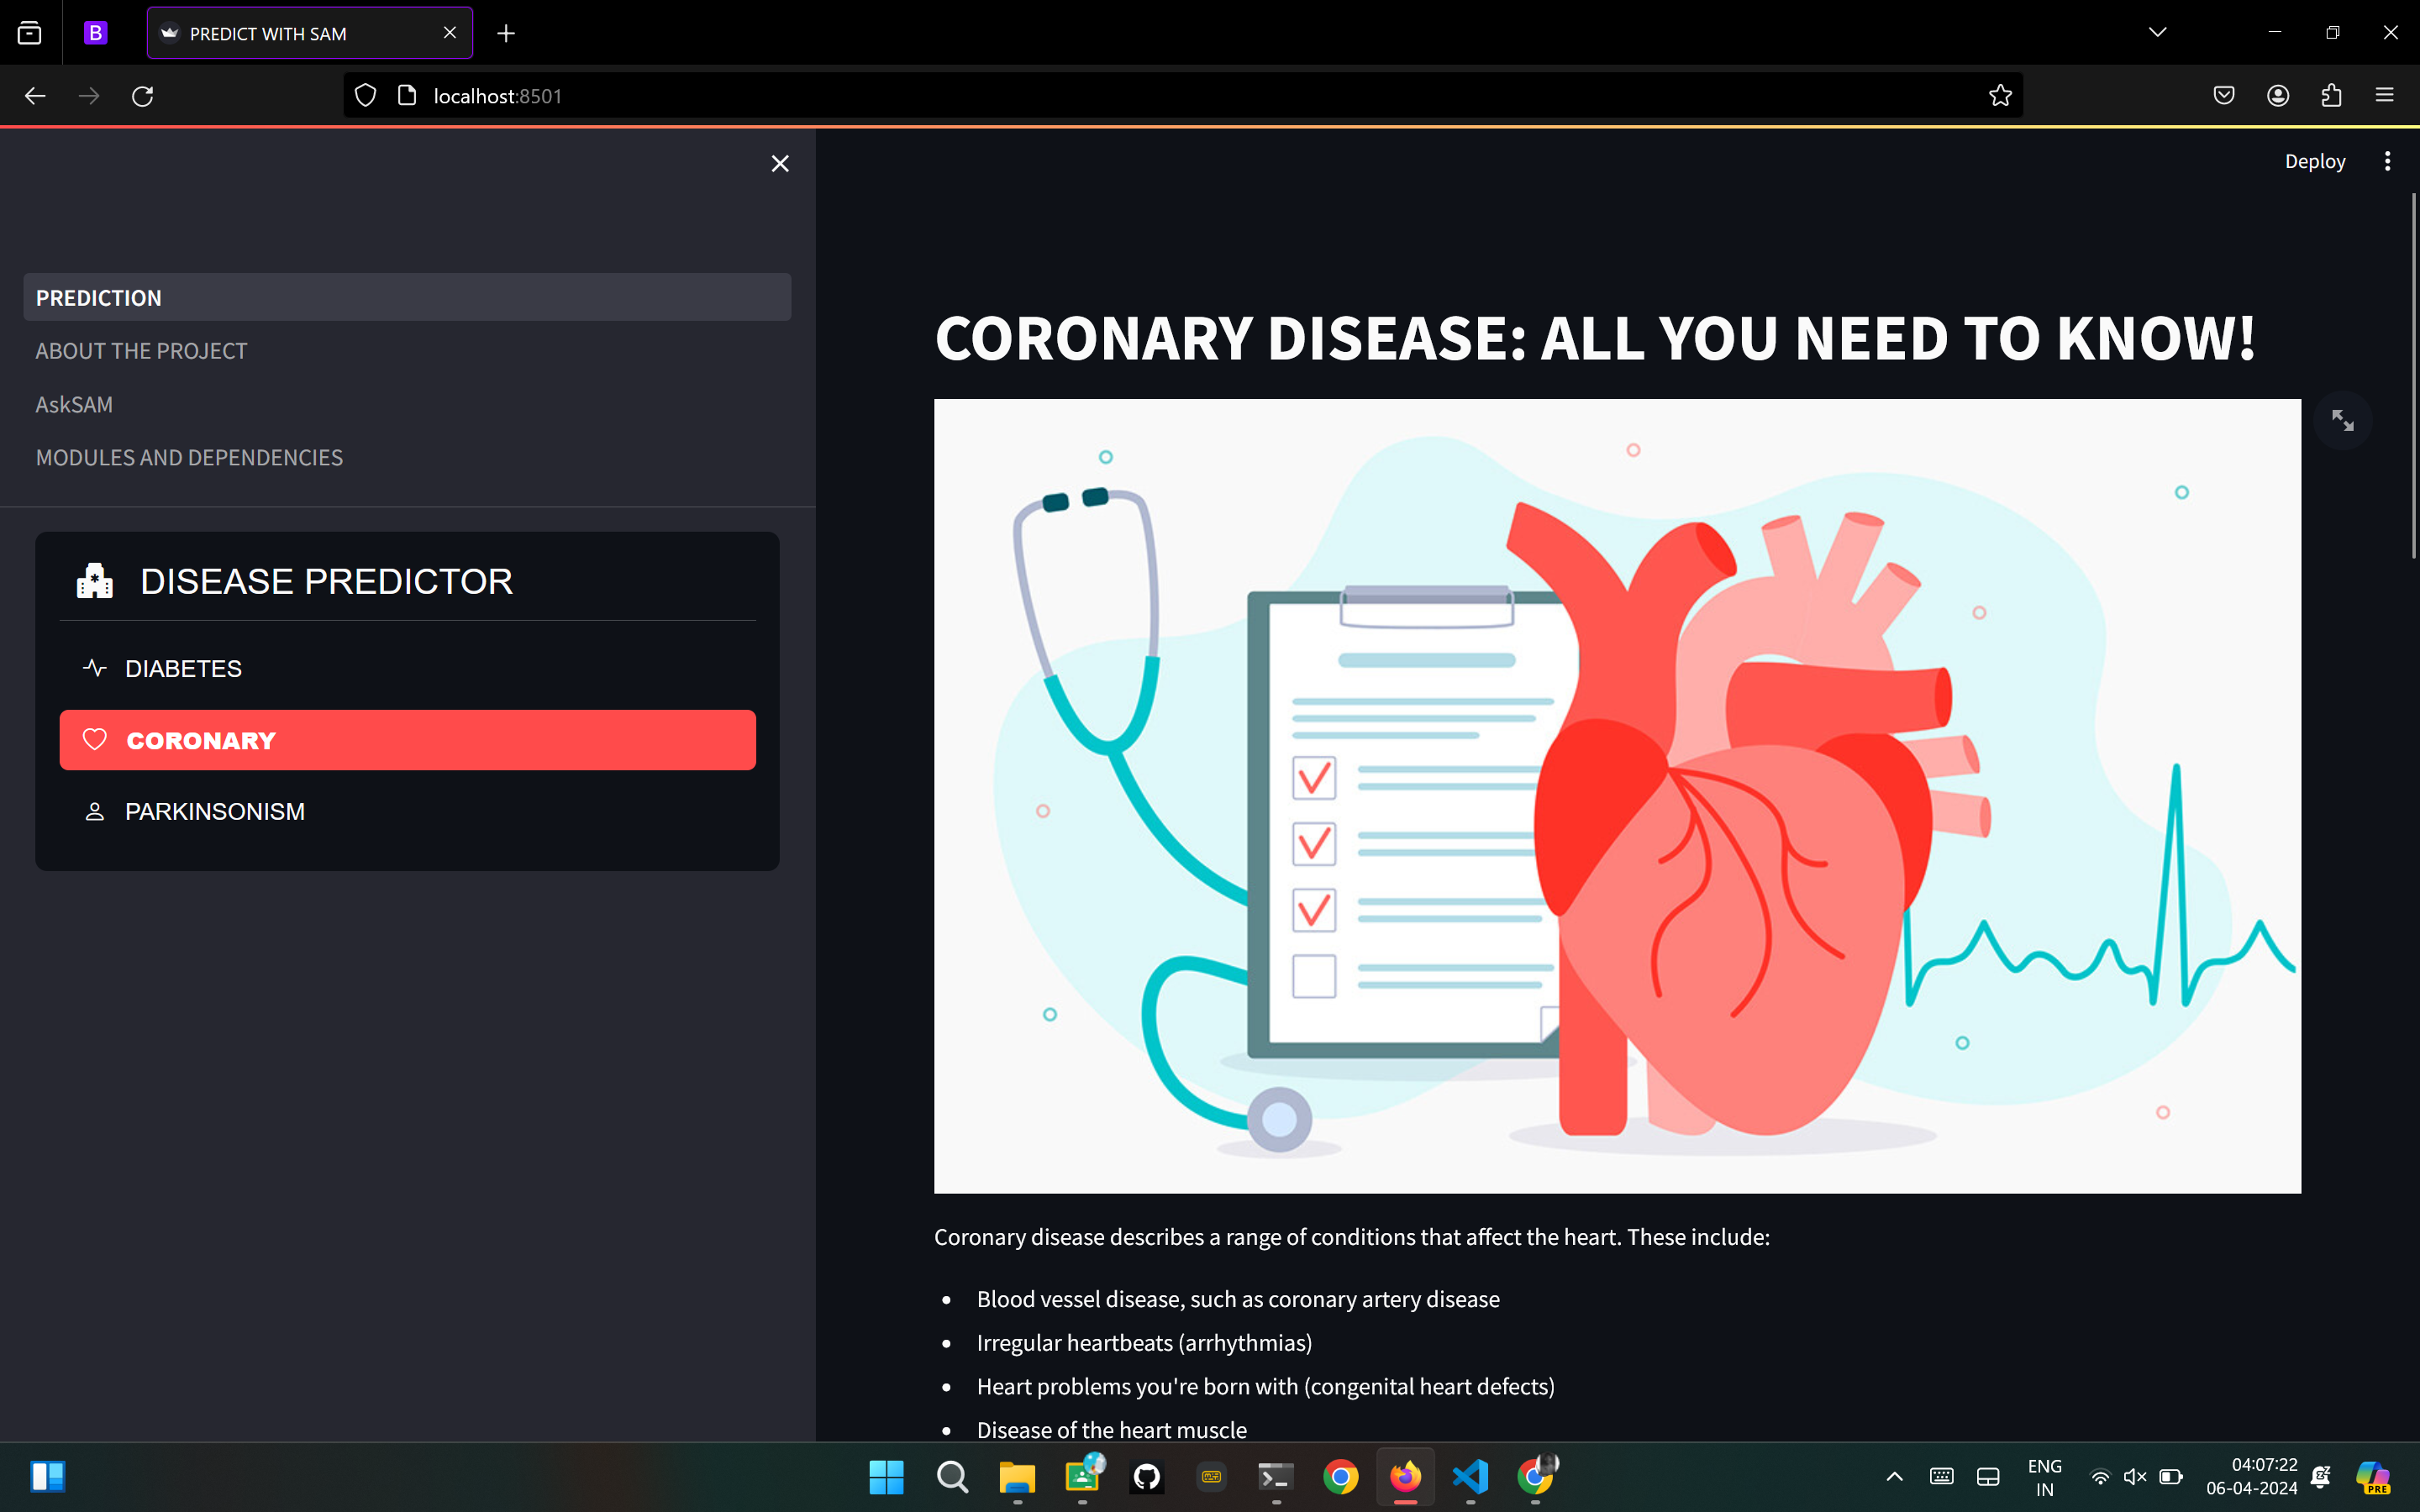 B
PREDICT WITH SAM
localhost:8501
Deploy
PREDICTION
ABOUT THE PROJECT
AskSAM
MODULES AND DEPENDENCIES
DISEASE PREDICTOR
DIABETES
CORONARY
PARKINSONISM
CORONARY DISEASE: ALL YOU NEED TO KNOW!
Coronary disease describes a range of conditions that affect the heart. These include:
Blood vessel disease, such as coronary artery disease
Irregular heartbeats (arrhythmias)
Heart problems you're born with (congenital heart defects)
Disease of the heart muscle
ENG
IN
04:07:22
06-04-2024
PRE